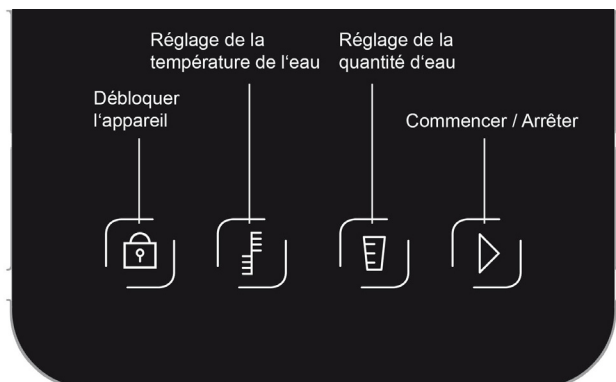 Réglage de la
température de l‘eau
Réglage de la
quantité d‘eau
Débloquer
l‘appareil
Commencer / Arrêter